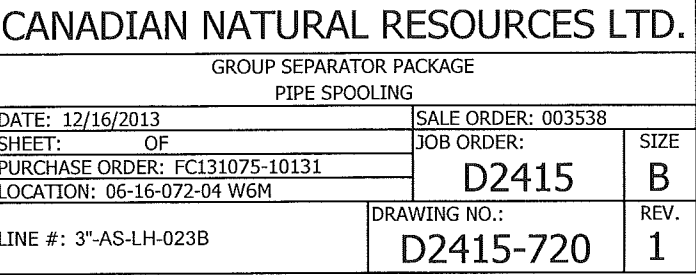 CANADIAN NATURAL RESOURCES LTD.
GROUP SEPARATOR PACKAGE
PIPE SPOOLING
DATE: 12/16/2013
SALE ORDER: 003538
SHEET: OF
JOB ORDER:
SIZE
PURCHASE ORDER: FC131075-10131
D2415
B
LOCATION: 06-16-072-04 W6M
DRAWING NO.:
REV.
LINE #: 3"-AS-LH-023B
D2415-720
1